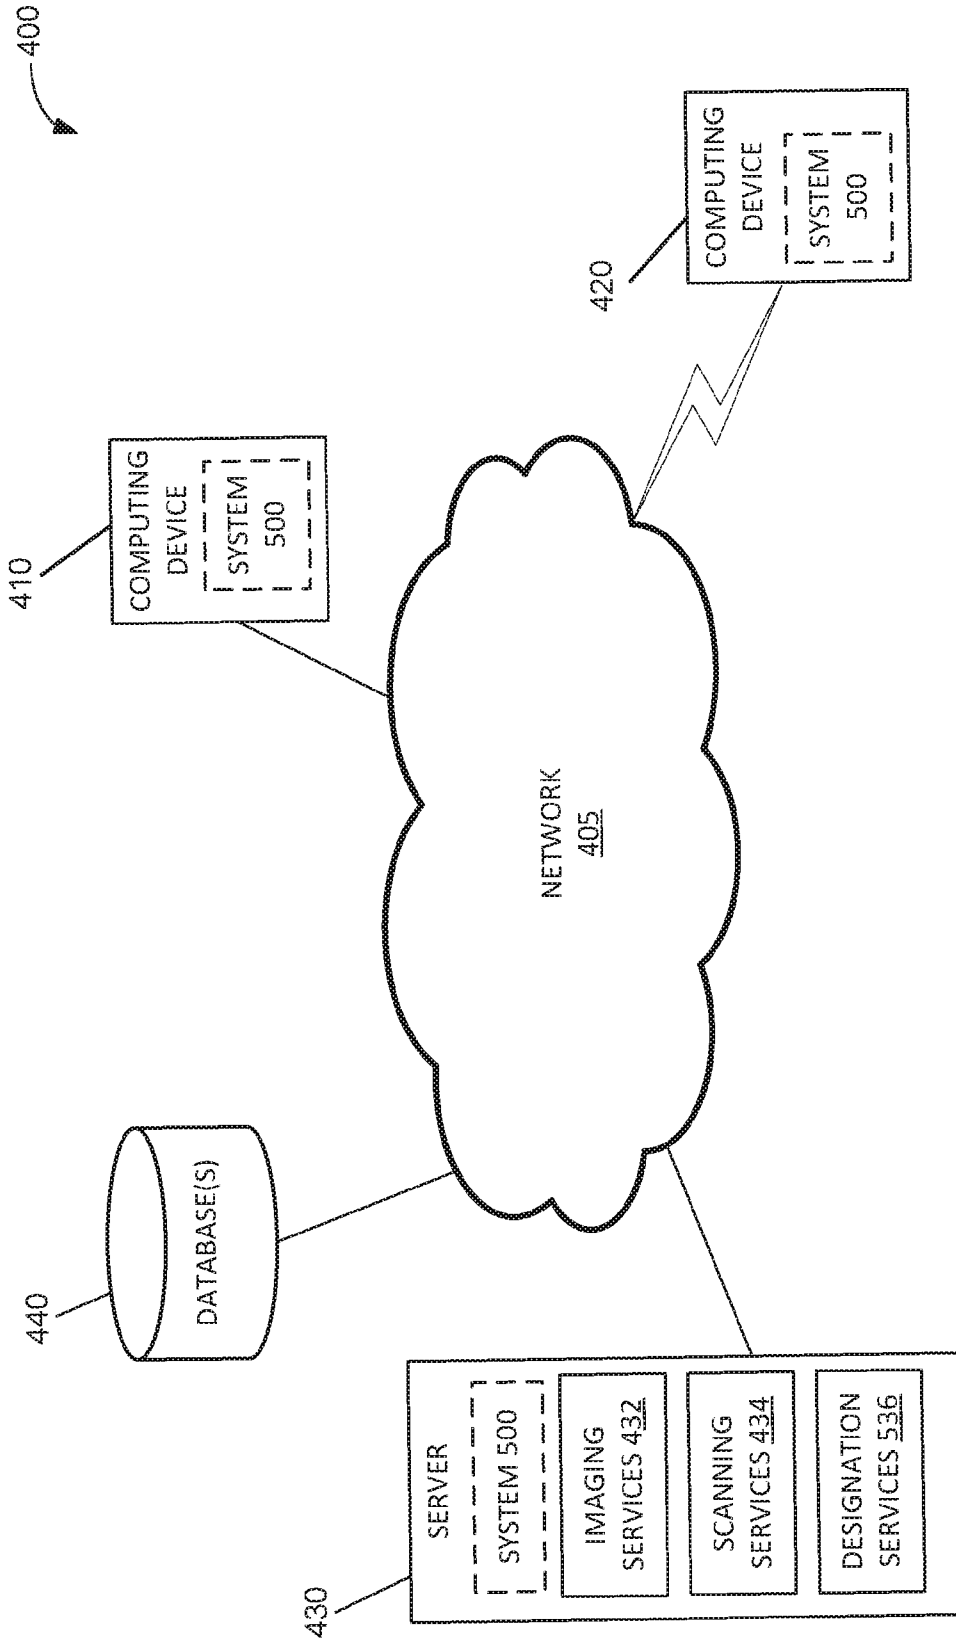 400
440
DATABASE(S)
410
COMPUTING
DEVICE
SYSTEM
500
430
SERVER
SYSTEM 500
IMAGING
SERVICES 432
SCANNING
SERVICES 434
DESIGNATION
SERVICES 536
NETWORK
405
420
COMPUTING
DEVICE
SYSTEM
500